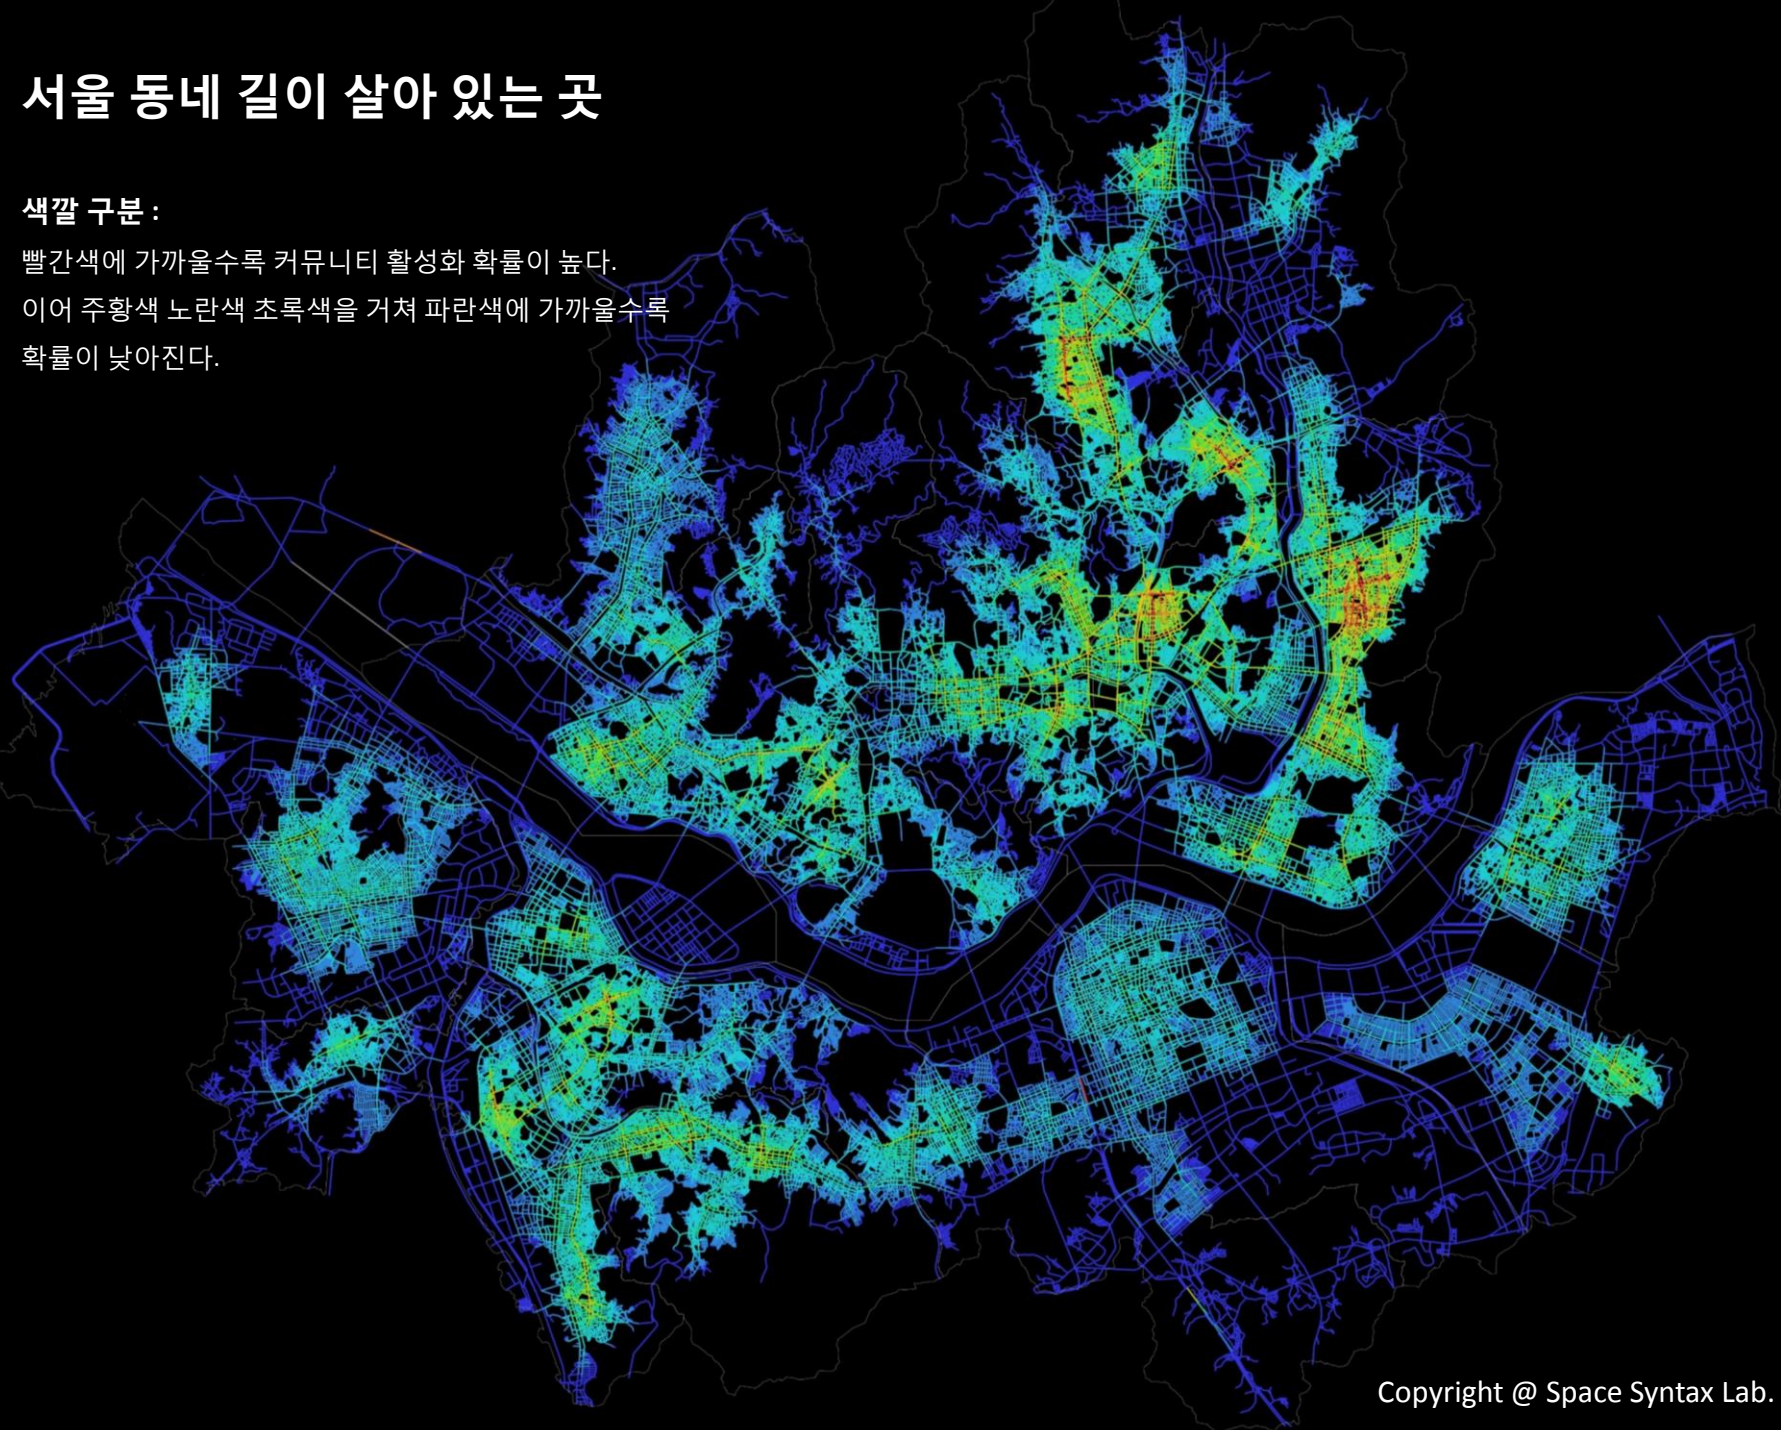 서울 동네 길이 살아 있는 곳
색깔 구분 :
빨간색에 가까울수록 커뮤니티 활성화 확률이 높다.
이어 주황색 노란색 초록색을 거쳐 파란색에 가까울수록
확률이 낮아진다.
Copyright @ Space Syntax Lab.